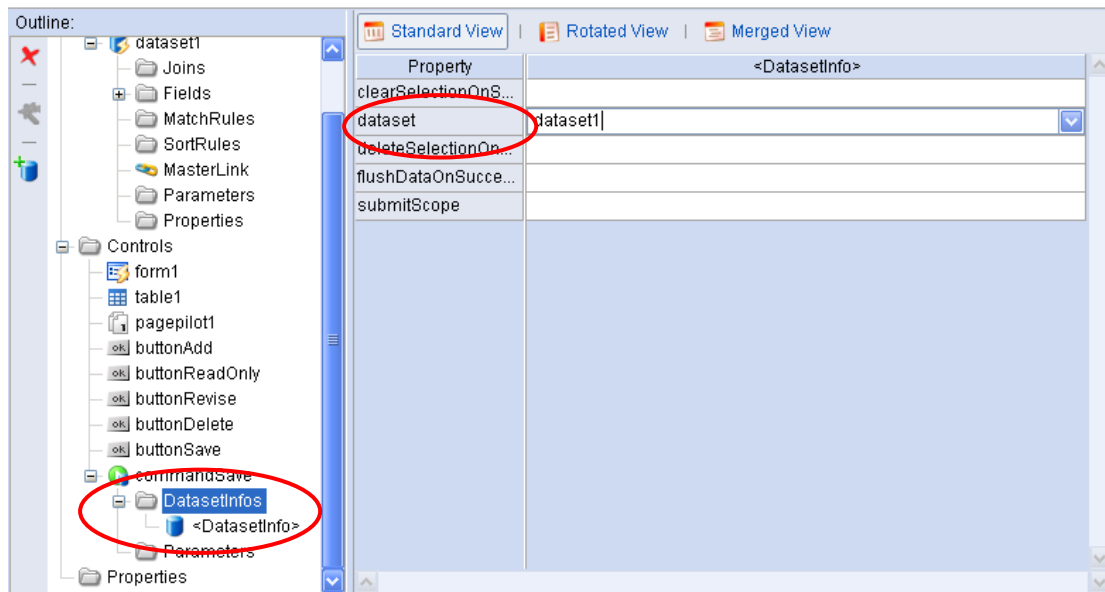 Outline:
dataset1
Joins
Fields
MatchRules
SortRules
MasterLink
Parameters
Properties
Controls
form1
table1
pagepilot1
buttonAdd
buttonReadOnly
buttonRevise
buttonDelete
buttonSave
commandSave
DatasetInfos
<DatasetInfo>
Parameters
Properties
Standard View | Rotated View | Merged View
Property <DatasetInfo>
clearSelectionOnS...
dataset dataset1
deleteSelectionOn...
flushDataOnSucce...
submitScope